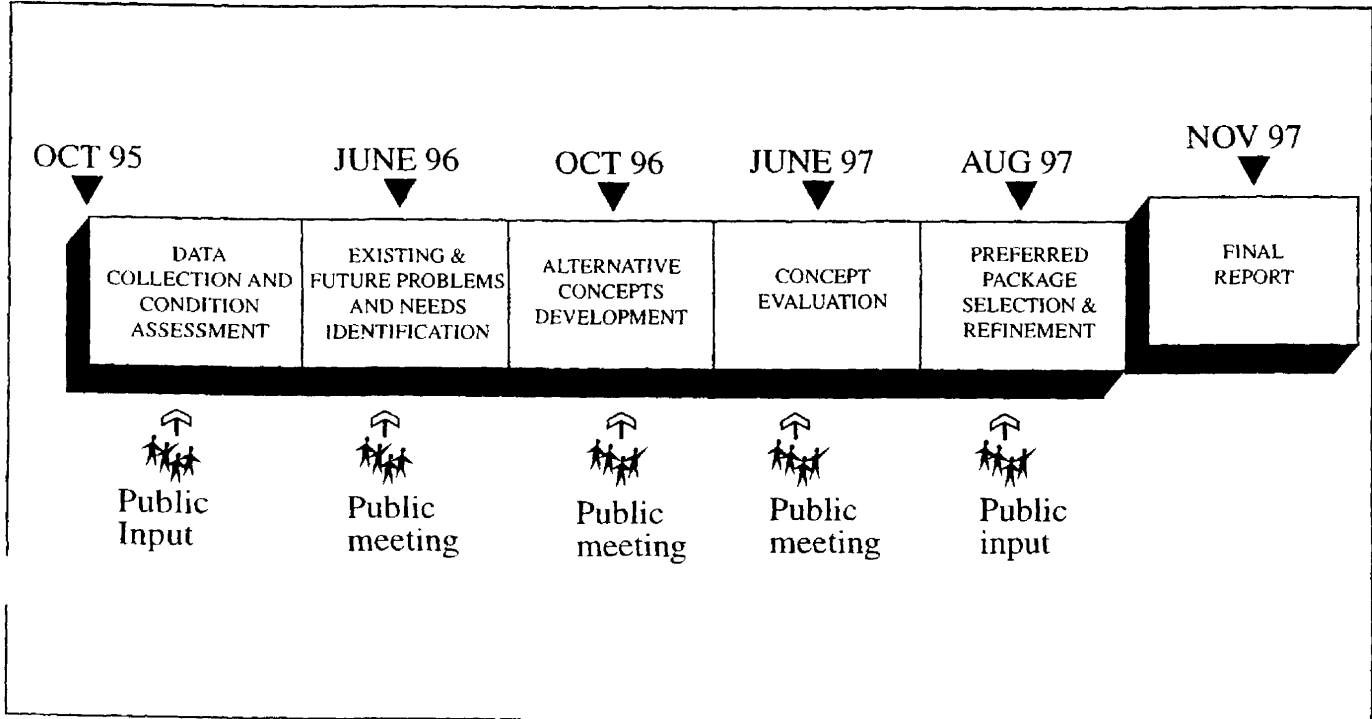 OCT 95
JUNE 96
OCT 96
JUNE 97
AUG 97
NOV 97
DATA
COLLECTION AND
CONDITION
ASSESSMENT
EXISTING &
FUTURE PROBLEMS
AND NEEDS
IDENTIFICATION
ALTERNATIVE
CONCEPTS
DEVELOPMENT
CONCEPT
EVALUATION
PREFERRED
PACKAGE
SELECTION &
REFINEMENT
FINAL
REPORT
Public
Input
Public
meeting
Public
meeting
Public
meeting
Public
input